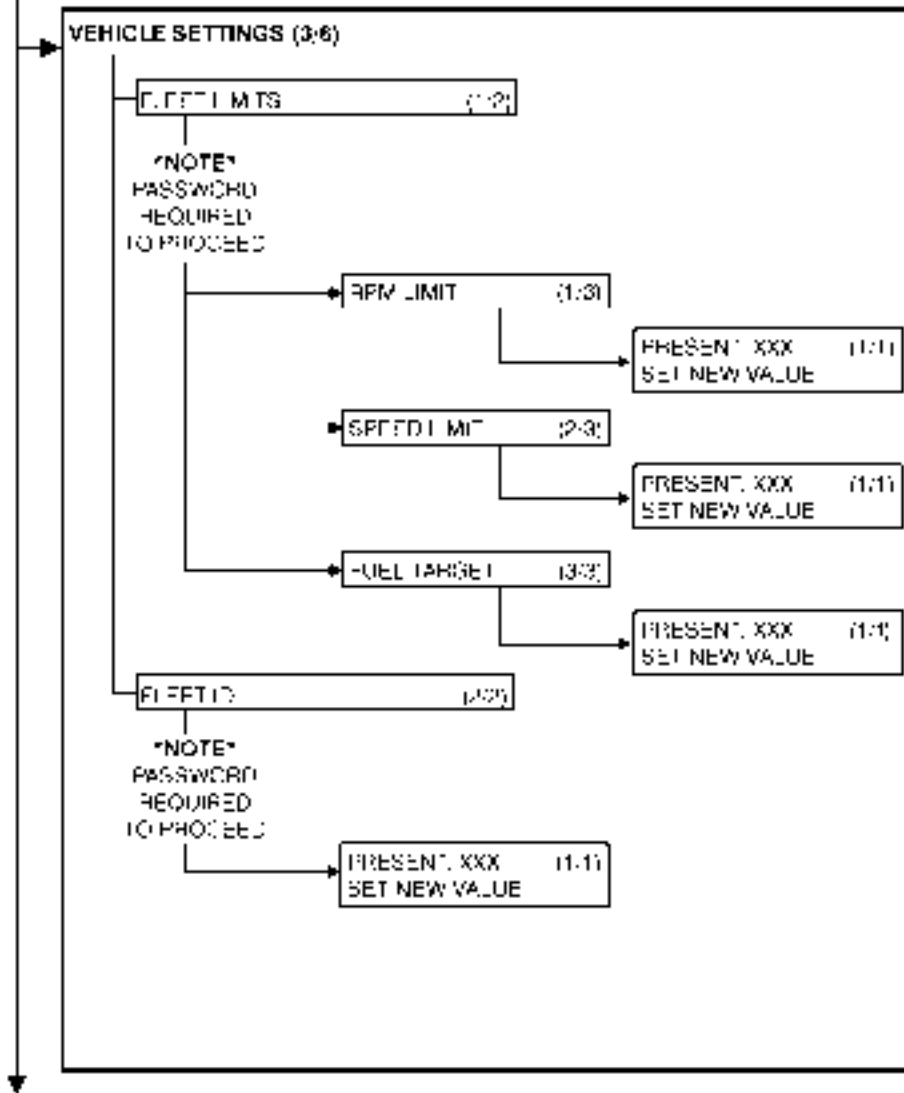 VEHICLE SETTINGS (3/6)
FLEET LIMITS (1/2)
*NOTE*
PASSWORD
REQUIRED
TO PROCEED
RPM LIMIT (1/3)
PRESENT: XXX (1/1)
SET NEW VALUE
SPEED LIMIT (2/3)
PRESENT: XXX (1/1)
SET NEW VALUE
FUEL TARGET (3/3)
PRESENT: XXX (1/1)
SET NEW VALUE
FLEET ID (2/2)
*NOTE*
PASSWORD
REQUIRED
TO PROCEED
PRESENT: XXX (1/1)
SET NEW VALUE